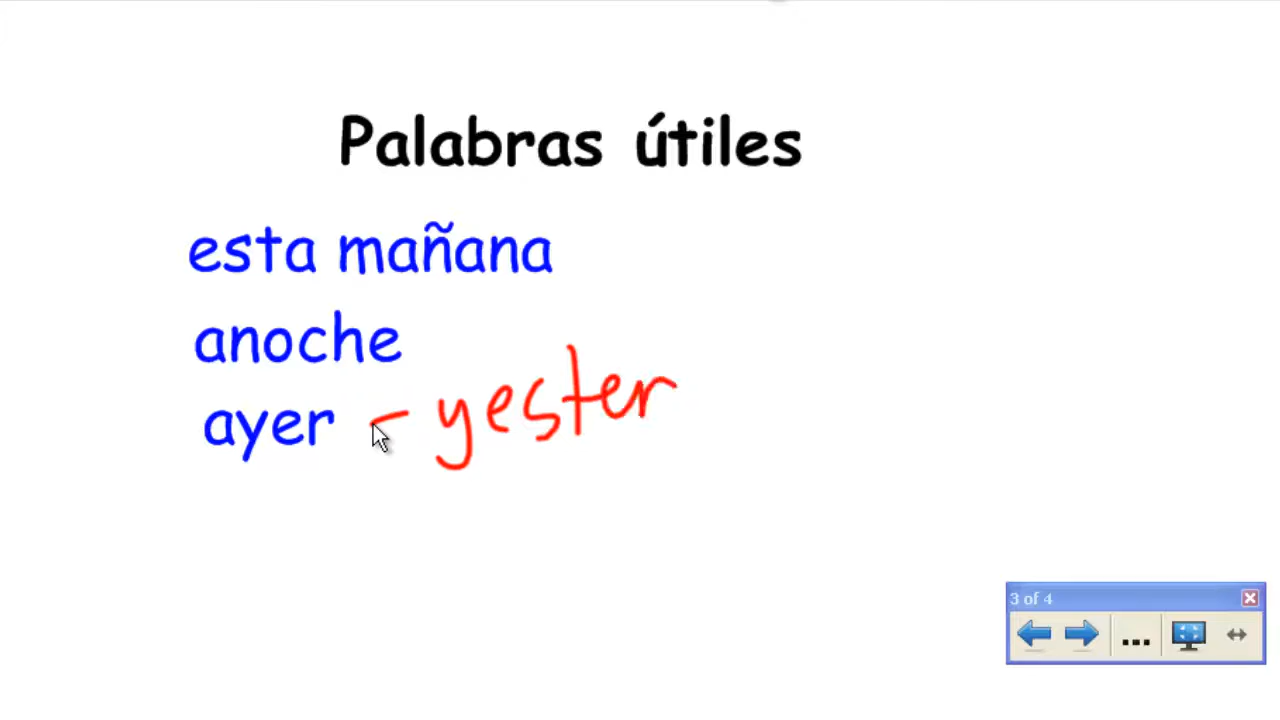 Palabras útiles
esta mañana
anoche
ayer - yester
3 of 4